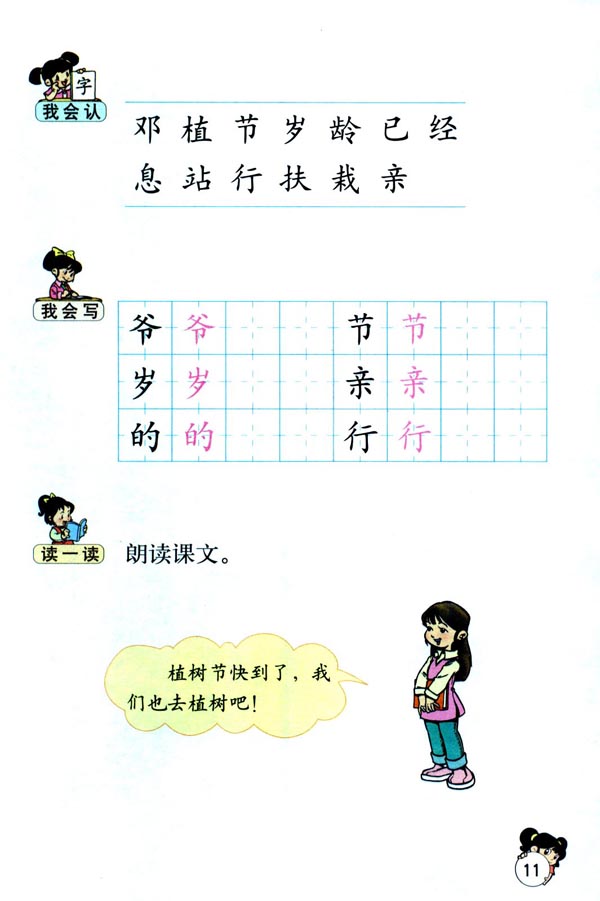 字
我会认
邓 植 节 岁 龄 已 经
息 站 行 扶 栽 亲
我会写
爷 爷 节 节
岁 岁 亲 亲
的 的 行 行
读一读
朗读课文。
植树节快到了，我
们也去植树吧！
11